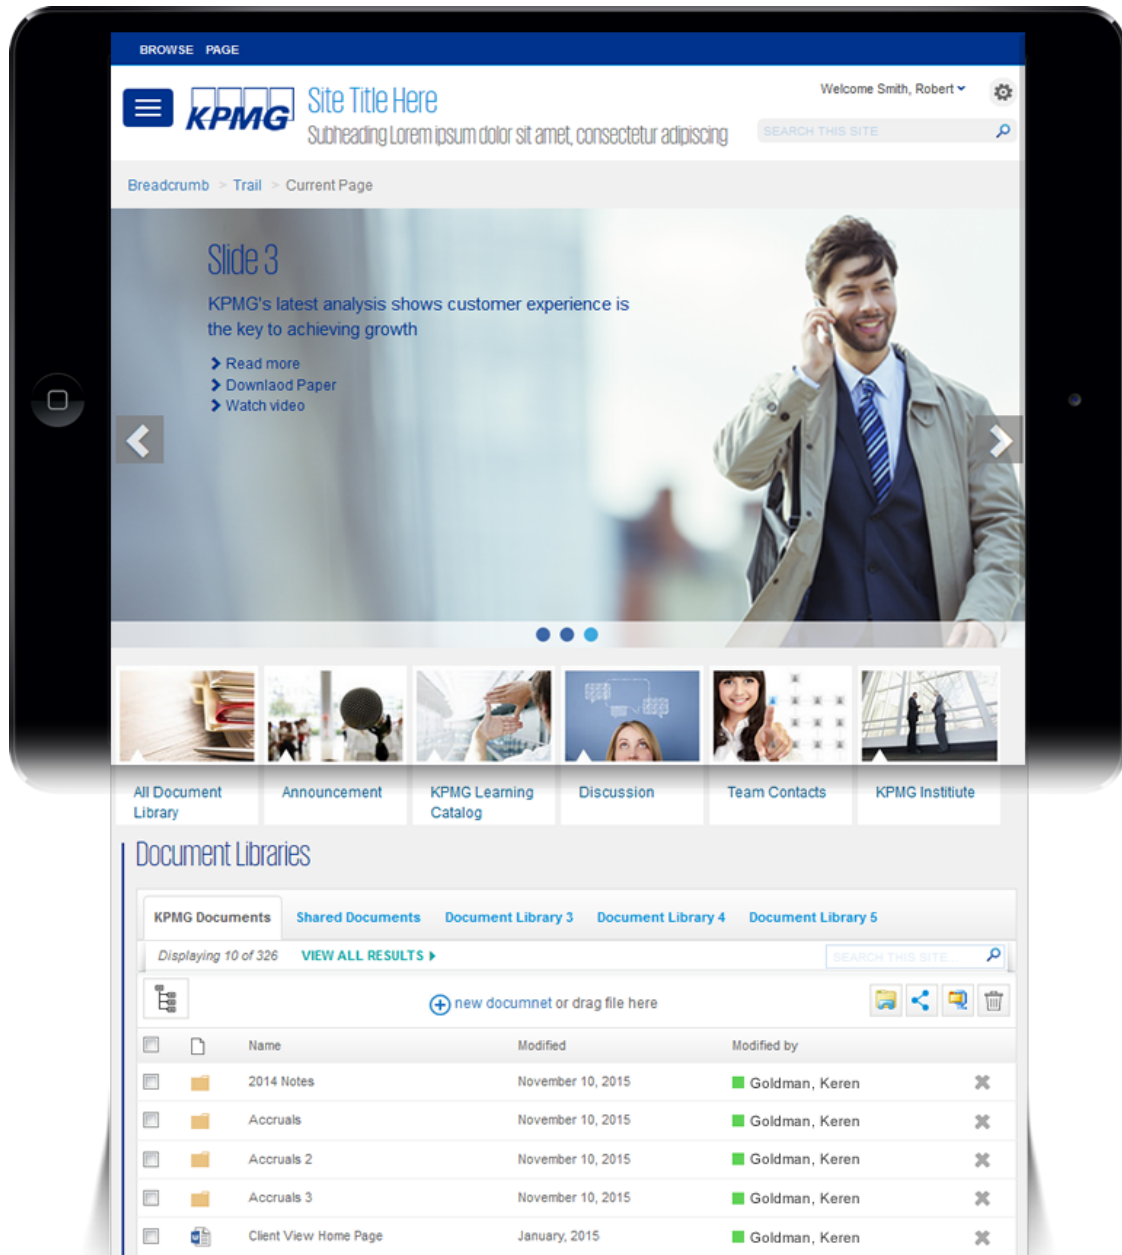 BROWSE PAGE
Welcome Smith, Robert
KPMG
Site Title Here
Subheading Lorem ipsum dolor sit amet, consectetur adipiscing
SEARCH THIS SITE
Breadcrumb > Trail > Current Page
Slide 3
KPMG's latest analysis shows customer experience is
the key to achieving growth
Read more
Downlaod Paper
Watch video
All Document
Library
Announcement
KPMG Learning
Catalog
Discussion
Team Contacts
KPMG Institiute
Document Libraries
KPMG Documents Shared Documents Document Library 3 Document Library 4 Document Library 5
Displaying 10 of 326 VIEW ALL RESULTS SEARCH THIS SITE...
new documnet or drag file here
Name Modified Modified by
2014 Notes November 10, 2015 Goldman, Keren
Accruals November 10, 2015 Goldman, Keren
Accruals 2 November 10, 2015 Goldman, Keren
Accruals 3 November 10, 2015 Goldman, Keren
Client View Home Page January, 2015 Goldman, Keren